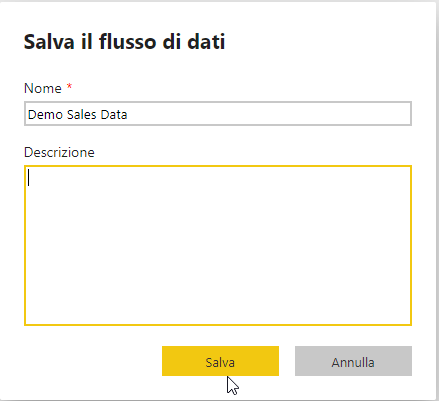 Salva il flusso di dati
Nome *
Demo Sales Data
Descrizione
Salva
Annulla